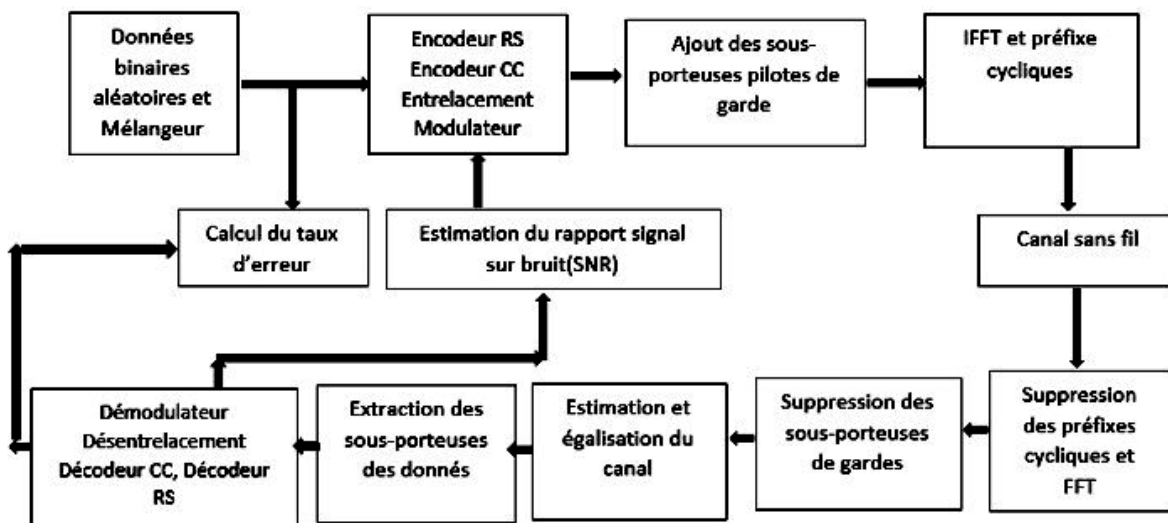 Données
binaires
aléatoires et
Mélangeur
Encodeur RS
Encodeur CC
Entrelacement
Modulateur
Ajout des sous-
porteuses pilotes de
garde
IFFT et préfixe
cycliques
Calcul du taux
d'erreur
Estimation du rapport signal
sur bruit(SNR)
Canal sans fil
Démodulateur
Désentrelacement
Décodeur CC, Décodeur
RS
Extraction des
sous-porteuses
des donnés
Estimation et
égalisation du
canal
Suppression des
sous-porteuses
de gardes
Suppression
des préfixes
cycliques et
FFT